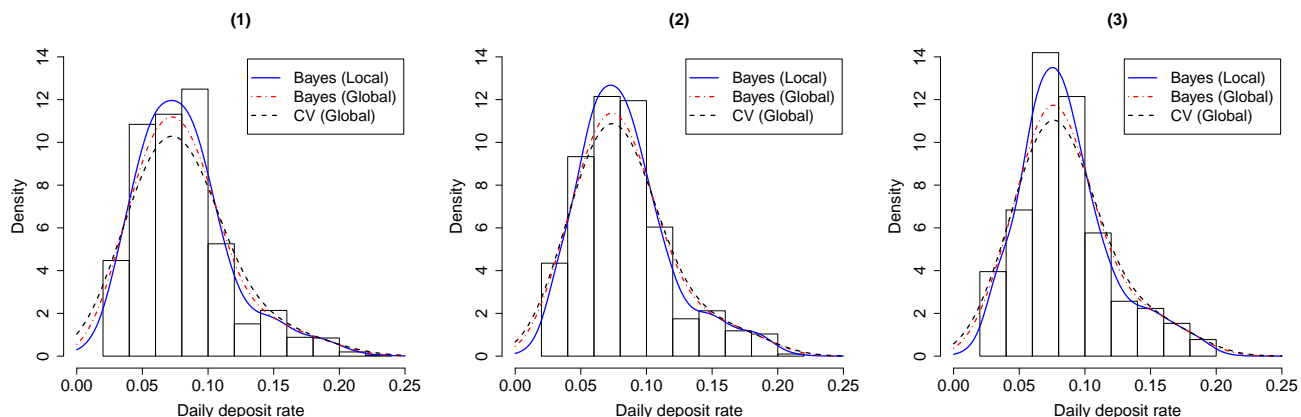 (1)
14
12
10
8
6
4
2
0
Density
Bayes (Local)
Bayes (Global)
CV (Global)
0.00 0.05 0.10 0.15 0.20 0.25
Daily deposit rate
(2)
14
12
10
8
6
4
2
0
Density
Bayes (Local)
Bayes (Global)
CV (Global)
0.00 0.05 0.10 0.15 0.20 0.25
Daily deposit rate
(3)
14
12
10
8
6
4
2
0
Density
Bayes (Local)
Bayes (Global)
CV (Global)
0.00 0.05 0.10 0.15 0.20 0.25
Daily deposit rate